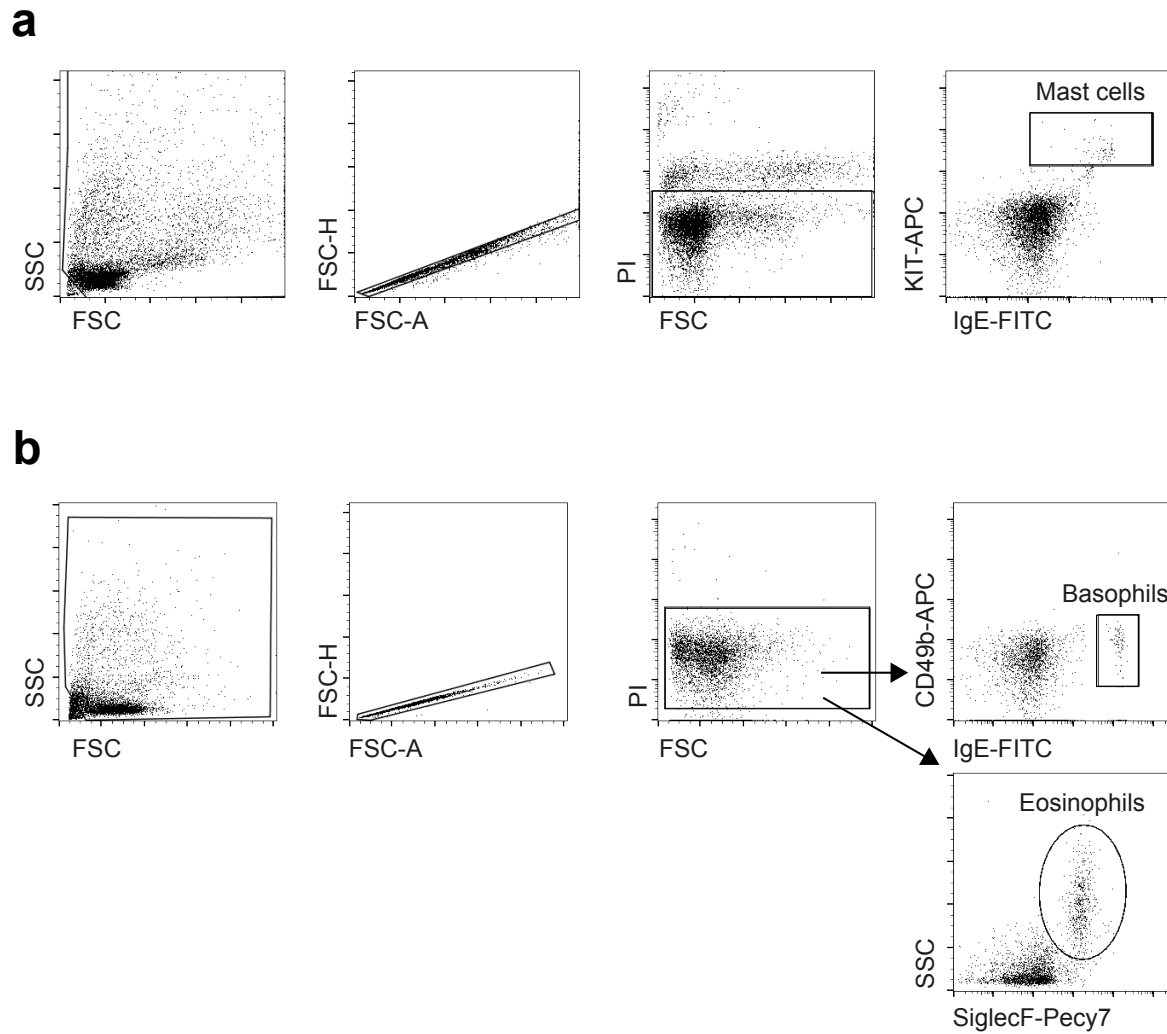 a
SSC
FSC
FSC-H
FSC-A
PI
FSC
KIT-APC
Mast cells
IgE-FITC
b
SSC
FSC
FSC-H
FSC-A
PI
FSC
CD49b-APC
Basophils
IgE-FITC
Eosinophils
SSC
SiglecF-Pecy7